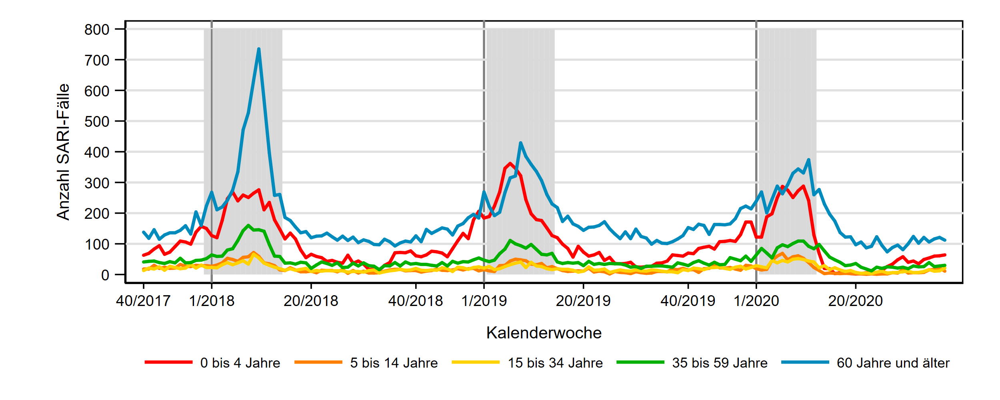 Anzahl SARI-Fälle
800
700
600
500
400
300
200
100
0
40/2017 1/2018 20/2018 40/2018 1/2019 20/2019 40/2019 1/2020 20/2020
Kalenderwoche
0 bis 4 Jahre 5 bis 14 Jahre 15 bis 34 Jahre 35 bis 59 Jahre 60 Jahre und älter